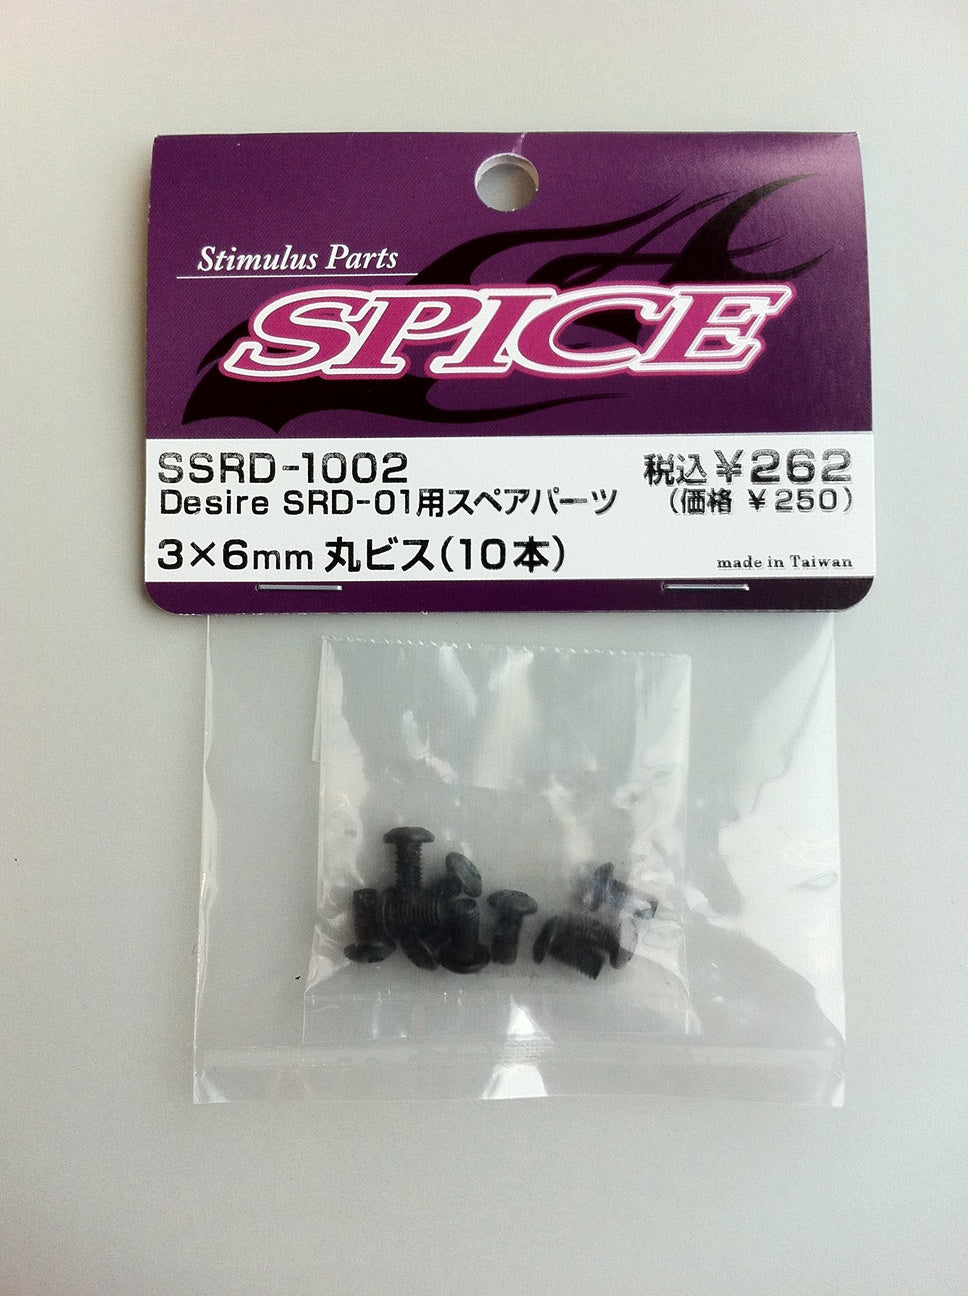 Stimulus Parts
SPICE
SSRD-1002 税込¥262
Desire SRD-01用スペアパーツ (価格 ¥250)
3×6mm 丸ビス(10本)
made in Taiwan